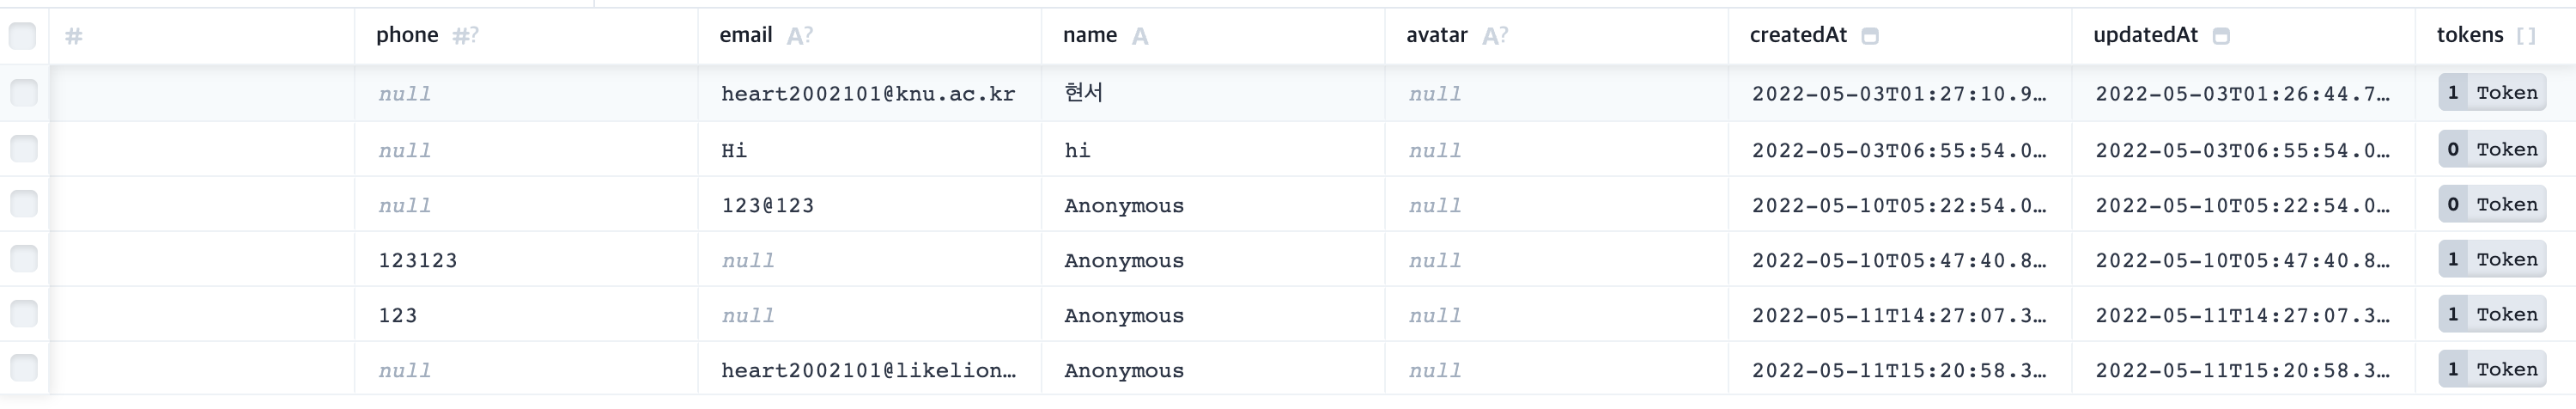 # phone #? email A? name A avatar A? createdAt updatedAt tokens []
null heart2002101@knu.ac.kr 현서 null 2022-05-03T01:27:10.9… 2022-05-03T01:26:44.7… 1 Token
null Hi hi null 2022-05-03T06:55:54.0… 2022-05-03T06:55:54.0… 0 Token
null 123@123 Anonymous null 2022-05-10T05:22:54.0… 2022-05-10T05:22:54.0… 0 Token
123123 null Anonymous null 2022-05-10T05:47:40.8… 2022-05-10T05:47:40.8… 1 Token
123 null Anonymous null 2022-05-11T14:27:07.3… 2022-05-11T14:27:07.3… 1 Token
null heart2002101@likelion… Anonymous null 2022-05-11T15:20:58.3… 2022-05-11T15:20:58.3… 1 Token